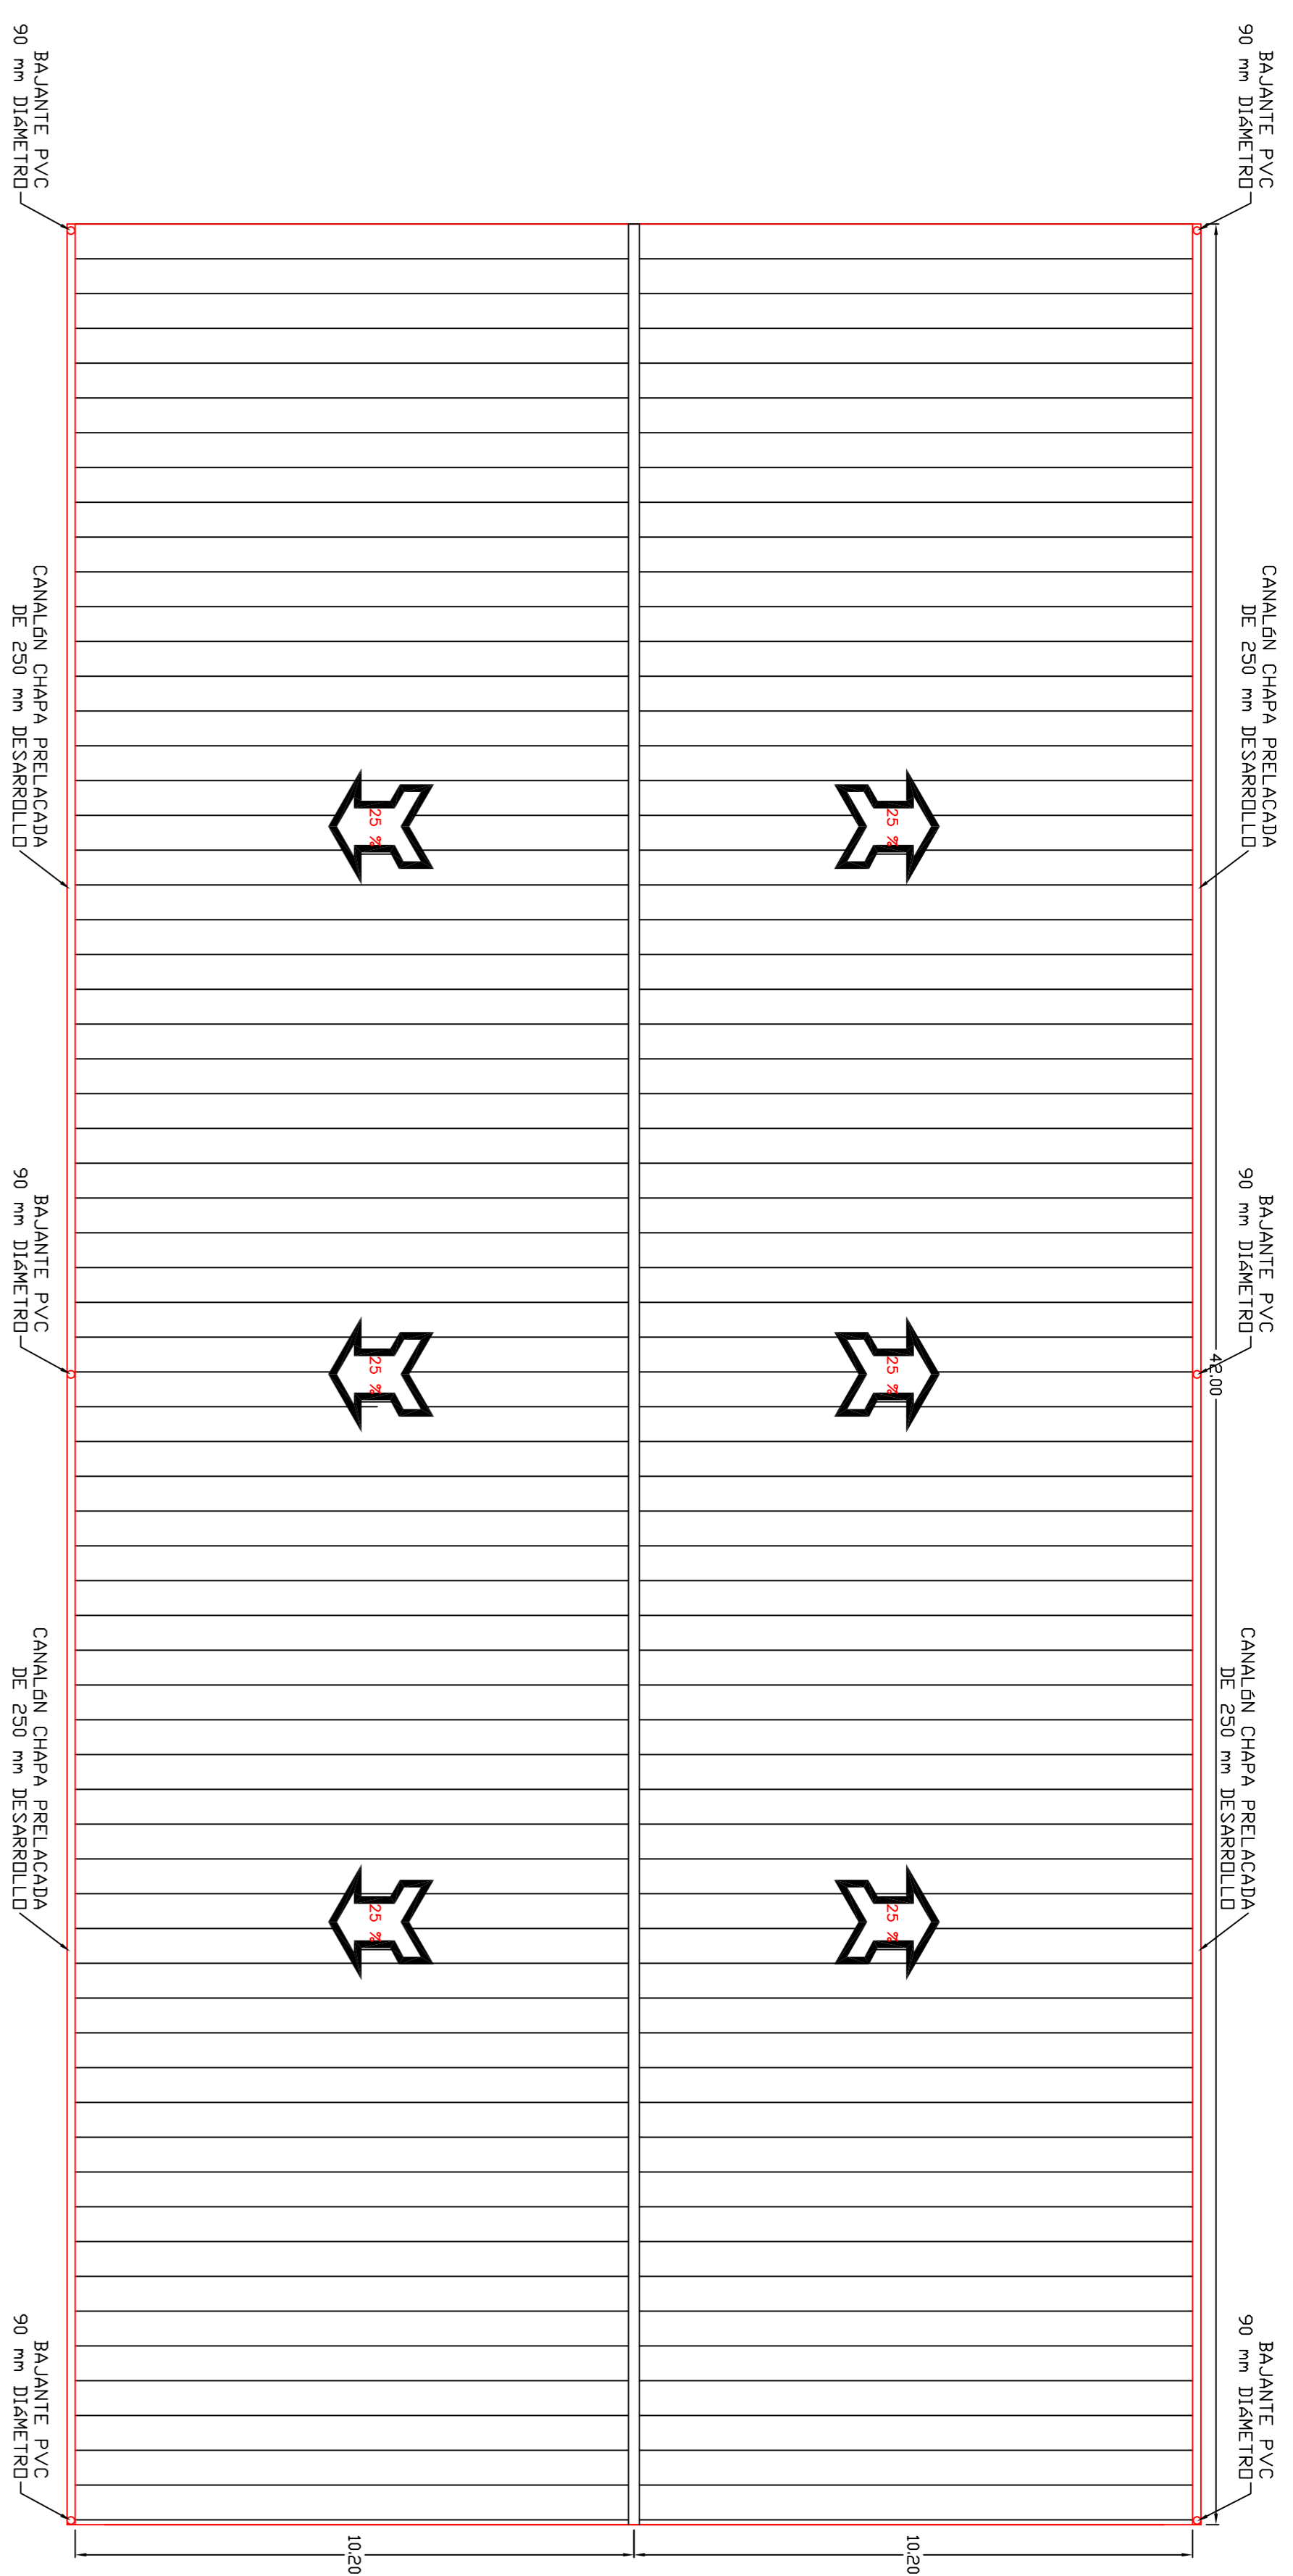 BAJANTE PVC
90 mm DIÁMETRO
CANALÓN CHAPA PRELACADA
DE 250 mm DESARROLLO
BAJANTE PVC
90 mm DIÁMETRO
CANALÓN CHAPA PRELACADA
DE 250 mm DESARROLLO
BAJANTE PVC
90 mm DIÁMETRO
42.00
25 %
25 %
25 %
10.20
25 %
25 %
25 %
10.20
BAJANTE PVC
90 mm DIÁMETRO
CANALÓN CHAPA PRELACADA
DE 250 mm DESARROLLO
BAJANTE PVC
90 mm DIÁMETRO
CANALÓN CHAPA PRELACADA
DE 250 mm DESARROLLO
BAJANTE PVC
90 mm DIÁMETRO